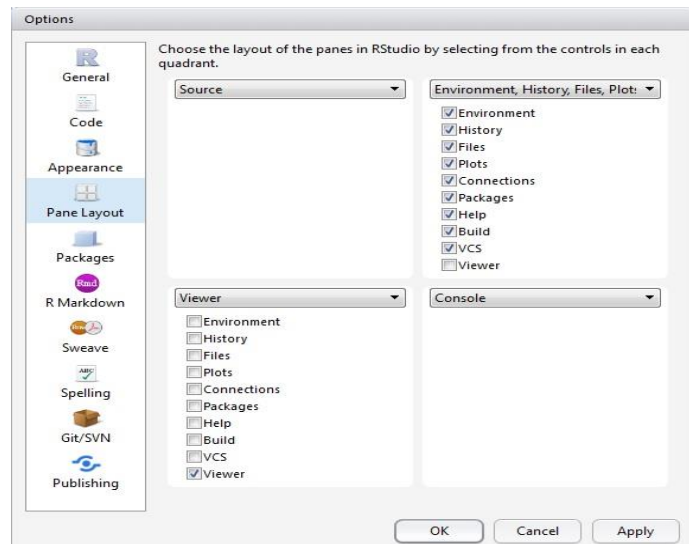 Options
Choose the layout of the panes in RStudio by selecting from the controls in each
quadrant.
General
Code
Appearance
Pane Layout
Packages
Rmd
R Markdown
Sweave
ABC
Spelling
Git/SVN
Publishing
Source
Environment, History, Files, Plot
Environment
History
Files
Plots
Connections
Packages
Help
Build
VCS
Viewer
Viewer
Environment
History
Files
Plots
Connections
Packages
Help
Build
VCS
Viewer
Console
OK
Cancel
Apply